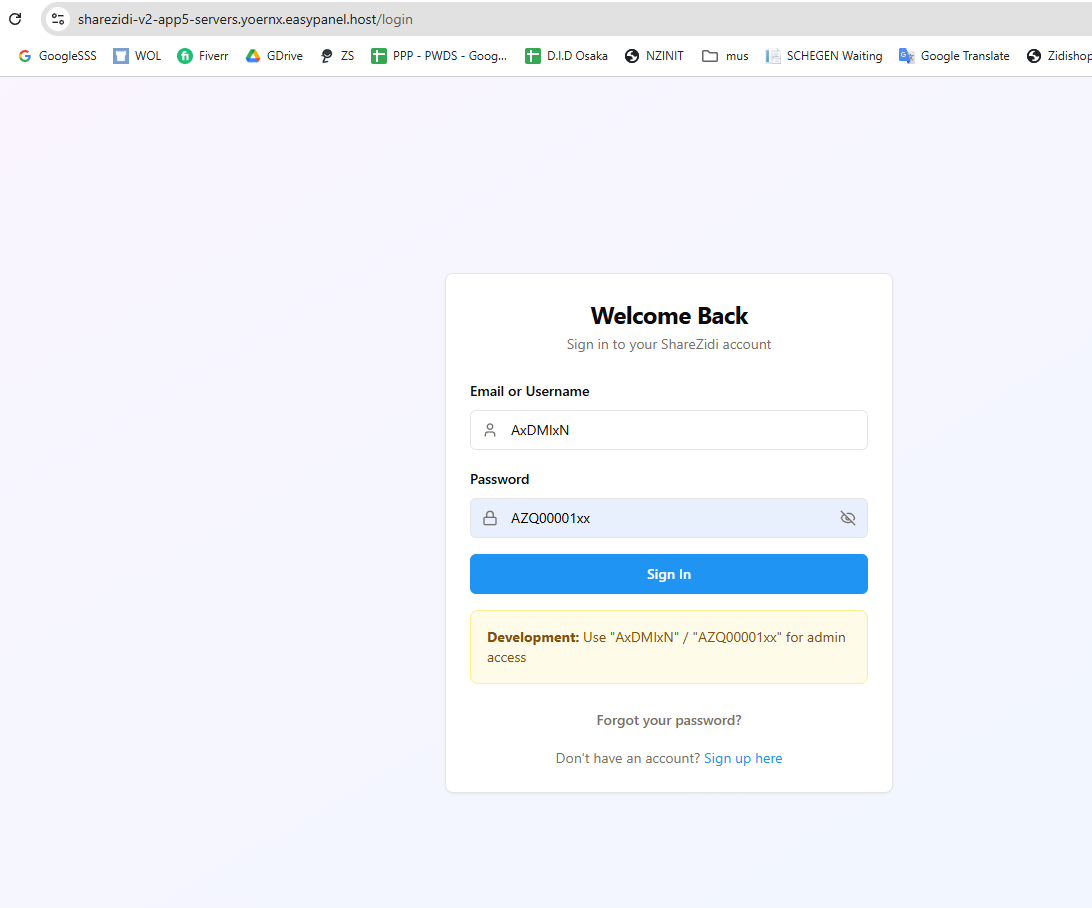 sharezidi-v2-app5-servers.yoernx.easypanel.host/login
GoogleSSS WOL Fiverr GDrive ZS PPP - PWDS - Goog... D.I.D Osaka NZINIT mus SCHEGEN Waiting Google Translate Zidishop
Welcome Back
Sign in to your ShareZidi account
Email or Username
AxDMIxN
Password
AZQ00001xx
Sign In
Development: Use "AxDMIxN" / "AZQ00001xx" for admin
access
Forgot your password?
Don't have an account? Sign up here